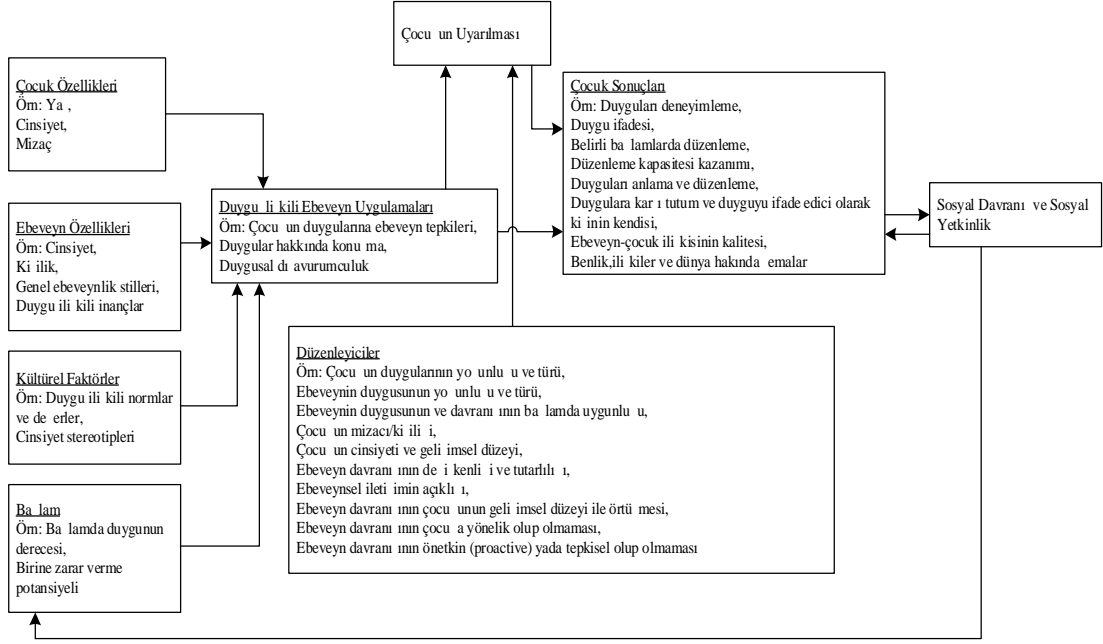 Çocu un Uyarılması
Çocuk Özellikleri
Örn: Ya ,
Cinsiyet,
Mizaç
Ebeveyn Özellikleri
Örn: Cinsiyet,
Ki ilik,
Genel ebeveynlik stilleri,
Duygu ili kili inançlar
Kültürel Faktörler
Örn: Duygu ili kili normlar
ve de erler,
Cinsiyet stereotipleri
Ba lam
Örn: Ba lamda duygunun
derecesi,
Birine zarar verme
potansiyeli
Duygu  li kili Ebeveyn Uygulamaları
Örn: Çocu un duygularına ebeveyn tepkileri,
Duygular hakkında konu ma,
Duygusal dı avurumculuk
Çocuk Sonuçları
Örn: Duyguları deneyimleme,
Duygu ifadesi,
Belirli ba lamlarda düzenleme,
Düzenleme kapasitesi kazanımı,
Duyguları anlama ve düzenleme,
Duygulara kar ı tutum ve duyguyu ifade edici olarak
ki inin kendisi,
Ebeveyn-çocuk ili kisinin kalitesi,
Benlik,ili kiler ve dünya hakında  emalar
Sosyal Davranı  ve Sosyal
Yetkinlik
Düzenleyiciler
Örn: Çocu un duygularının yo unlu u ve türü,
Ebeveynin duygusunun yo unlu u ve türü,
Ebeveynin duygusunun ve davranı ının ba lamda uygunlu u,
Çocu un mizacı/ki ili i,
Çocu un cinsiyeti ve geli imsel düzeyi,
Ebeveyn davranı ının de i kenli i ve tutarlılı ı,
Ebeveynsel ileti imin açıklı ı,
Ebeveyn davranı ının çocu unun geli imsel düzeyi ile örtü mesi,
Ebeveyn davranı ının çocu a yönelik olup olmaması,
Ebeveyn davranı ının önetkin (proactive) yada tepkisel olup olmaması